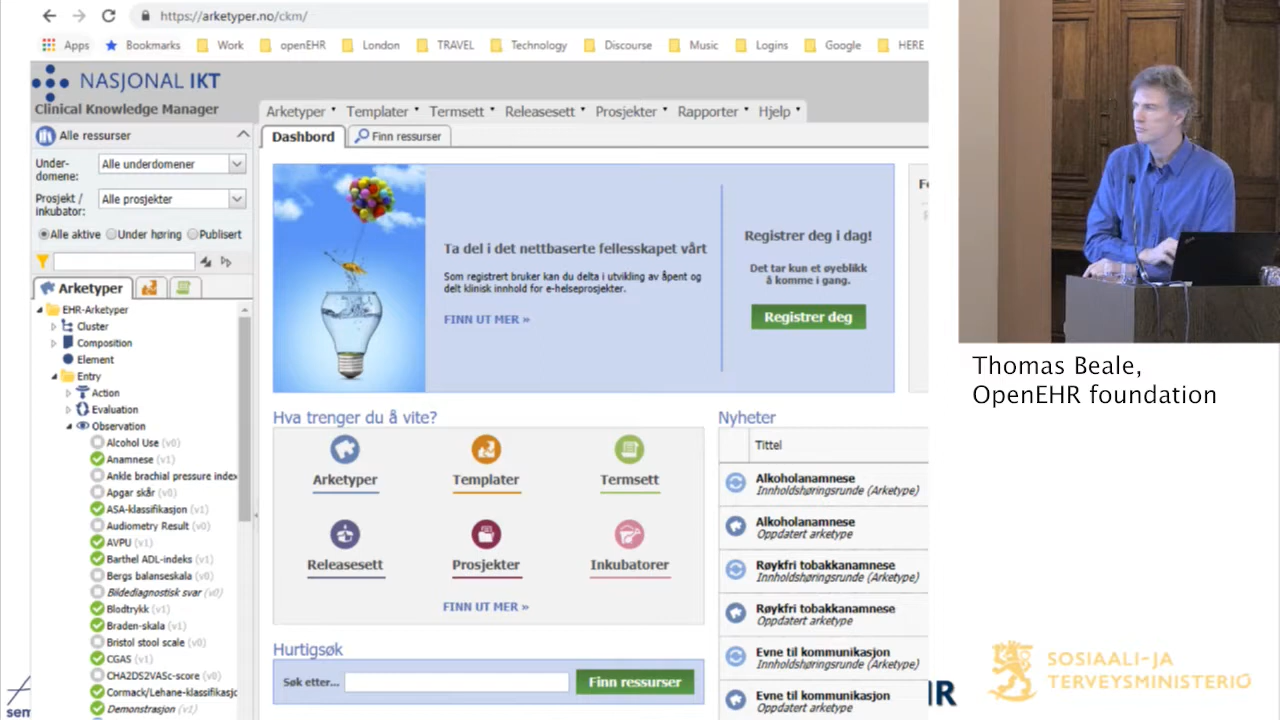 https://arketyper.no/ckm/
Apps Bookmarks Work openEHR London TRAVEL Technology Discourse Music Logins Google HERE
NASJONAL IKT
Clinical Knowledge Manager
Arketyper Templater Termsett Releasesett Prosjekter Rapporter Hjelp
Alle ressurser
Dashbord Finn ressurser
Under-
domene: Alle underdomener
Prosjekt /
inkubator: Alle prosjekter
Alle aktive Under høring Publisert
Arketyper
EHR-Arketyper
Cluster
Composition
Element
Entry
Action
Evaluation
Observation
Alcohol Use (v0)
Anamnese (v1)
Ankle brachial pressure index
Apgar skår (v0)
ASA-klassifikasjon (v1)
Audiometry Result (v0)
AVPU (v1)
Barthel ADL-indeks (v1)
Bergs balanseskala (v0)
Bildediagnostisk svar (v0)
Blodtrykk (v1)
Braden-skala (v1)
Bristol stool scale (v0)
CGAS (v1)
CHA2DS2VASc-score (v0)
Cormack/Lehane-klassifikasjo
Demonstrasjon (v1)
Ta del i det nettbaserte fellesskapet vårt
Som registrert bruker kan du delta i utvikling av åpent og
delt klinisk innhold for e-helseprosjekter.
FINN UT MER »
Registrer deg i dag!
Det tar kun et øyeblikk
å komme i gang.
Registrer deg
Hva trenger du å vite?
Arketyper Templater Termsett
Releasesett Prosjekter Inkubatorer
FINN UT MER »
Hurtigsøk
Søk etter... Finn ressurser
Nyheter
Tittel
Alkoholanamnese
Innholdshøringsrunde (Arketype)
Alkoholanamnese
Oppdatert arketype
Røykfri tobakkanamnese
Innholdshøringsrunde (Arketype)
Røykfri tobakkanamnese
Oppdatert arketype
Evne til kommunikasjon
Innholdshøringsrunde (Arketype)
Evne til kommunikasjon
Oppdatert arketype
Thomas Beale,
OpenEHR foundation
SOSIAALI- JA
TERVEYSMINISTERIÖ